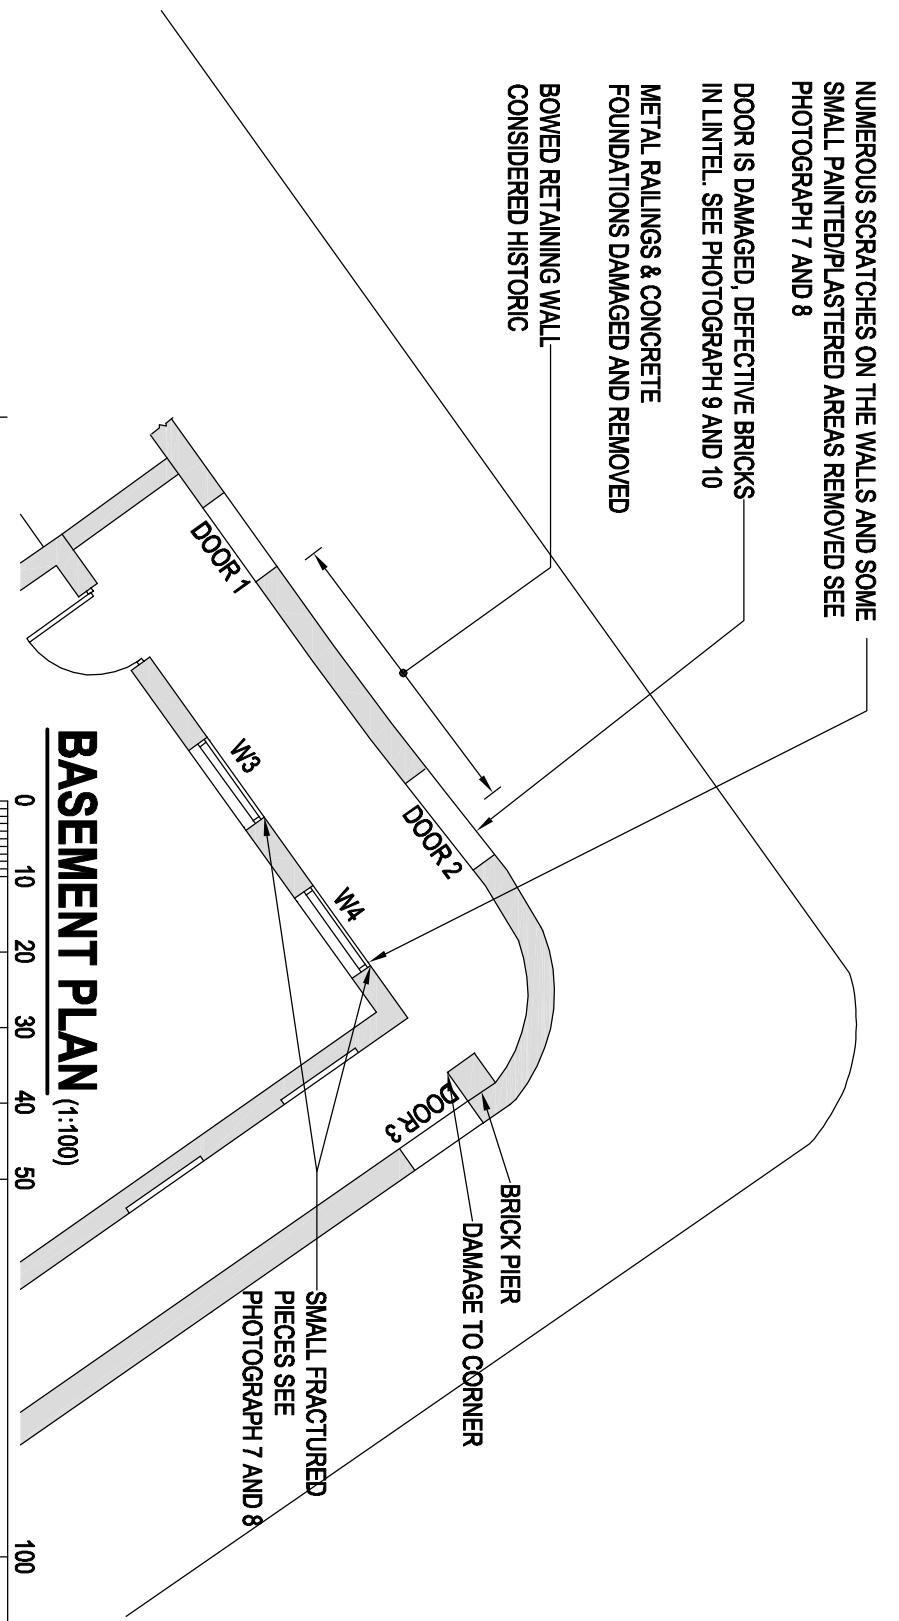 NUMEROUS SCRATCHES ON THE WALLS AND SOME
SMALL PAINTED/PLASTERED AREAS REMOVED SEE
PHOTOGRAPH 7 AND 8
DOOR IS DAMAGED, DEFECTIVE BRICKS
IN LINTEL. SEE PHOTOGRAPH 9 AND 10
METAL RAILINGS & CONCRETE
FOUNDATIONS DAMAGED AND REMOVED
BOWED RETAINING WALL
CONSIDERED HISTORIC
DOOR 1
DOOR 2
W3
W4
DOOR 3
BRICK PIER
DAMAGE TO CORNER
SMALL FRACTURED
PIECES SEE
PHOTOGRAPH 7 AND 8
BASEMENT PLAN (1:100)
0 10 20 30 40 50 100